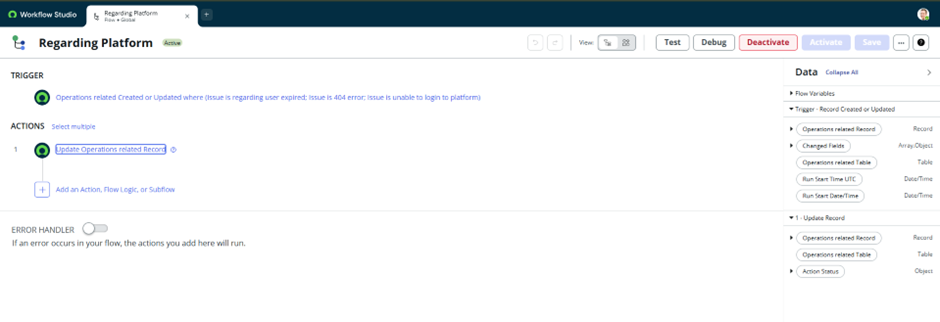 Workflow Studio
Regarding Platform
Flow • Global
Regarding Platform Active
View: Test Debug Deactivate Activate Save
TRIGGER
Operations related Created or Updated where (Issue is regarding user expired; Issue is 404 error; Issue is unable to login to platform)
ACTIONS Select multiple
1 Update Operations related Record
Add an Action, Flow Logic, or Subflow
ERROR HANDLER
If an error occurs in your flow, the actions you add here will run.
Data Collapse All
Flow Variables
Trigger - Record Created or Updated
Operations related Record Record
Changed Fields Array.Object
Operations related Table Table
Run Start Time UTC Date/Time
Run Start Date/Time Date/Time
1 - Update Record
Operations related Record Record
Operations related Table Table
Action Status Object